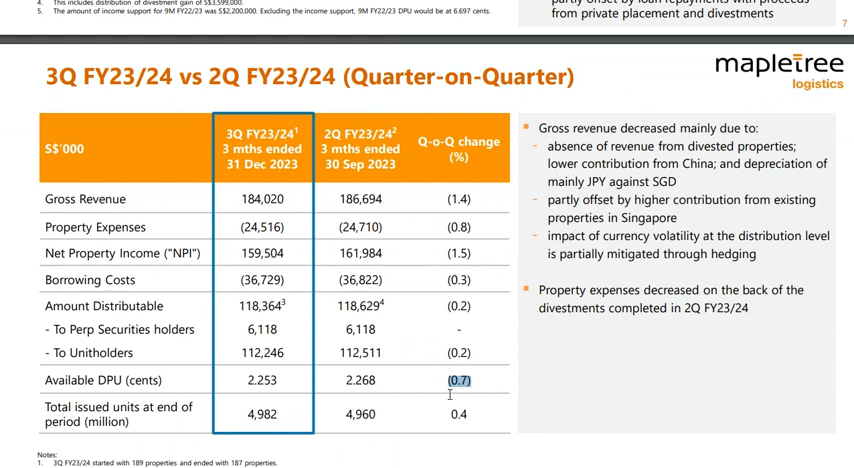 4. This includes distribution of divestment gain of S$3,599,000.
5. The amount of income support for 9M FY22/23 was S$2,200,000. Excluding the income support, 9M FY22/23 DPU would be at 6.697 cents.
partly offset by loan repayments with proceeds
from private placement and divestments
7
3Q FY23/24 vs 2Q FY23/24 (Quarter-on-Quarter)
mapletree
logistics
S$'000 3Q FY23/24¹ 3 mths ended 31 Dec 2023 2Q FY23/24² 3 mths ended 30 Sep 2023 Q-o-Q change (%)
Gross Revenue 184,020 186,694 (1.4)
Property Expenses (24,516) (24,710) (0.8)
Net Property Income ("NPI") 159,504 161,984 (1.5)
Borrowing Costs (36,729) (36,822) (0.3)
Amount Distributable 118,364³ 118,629⁴ (0.2)
- To Perp Securities holders 6,118 6,118 -
- To Unitholders 112,246 112,511 (0.2)
Available DPU (cents) 2.253 2.268 (0.7)
Total issued units at end of
period (million) 4,982 4,960 0.4
Gross revenue decreased mainly due to:
- absence of revenue from divested properties;
lower contribution from China; and depreciation of
mainly JPY against SGD
- partly offset by higher contribution from existing
properties in Singapore
- impact of currency volatility at the distribution level
is partially mitigated through hedging
Property expenses decreased on the back of the
divestments completed in 2Q FY23/24
Notes:
1. 3Q FY23/24 started with 189 properties and ended with 187 properties.